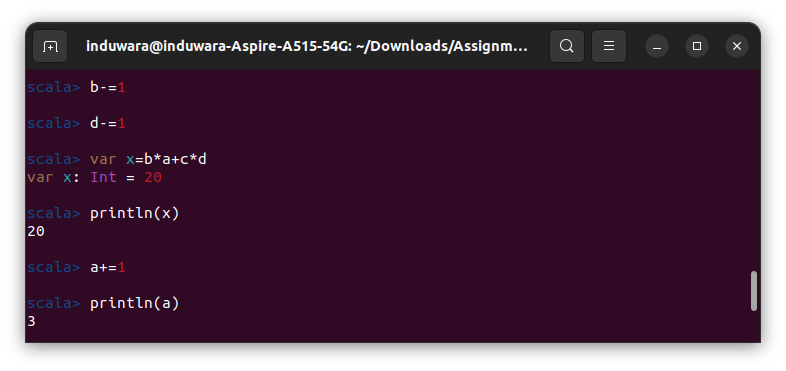 induwara@induwara-Aspire-A515-54G: ~/Downloads/Assignm...
scala> b-=1
scala> d-=1
scala> var x=b*a+c*d
var x: Int = 20
scala> println(x)
20
scala> a+=1
scala> println(a)
3